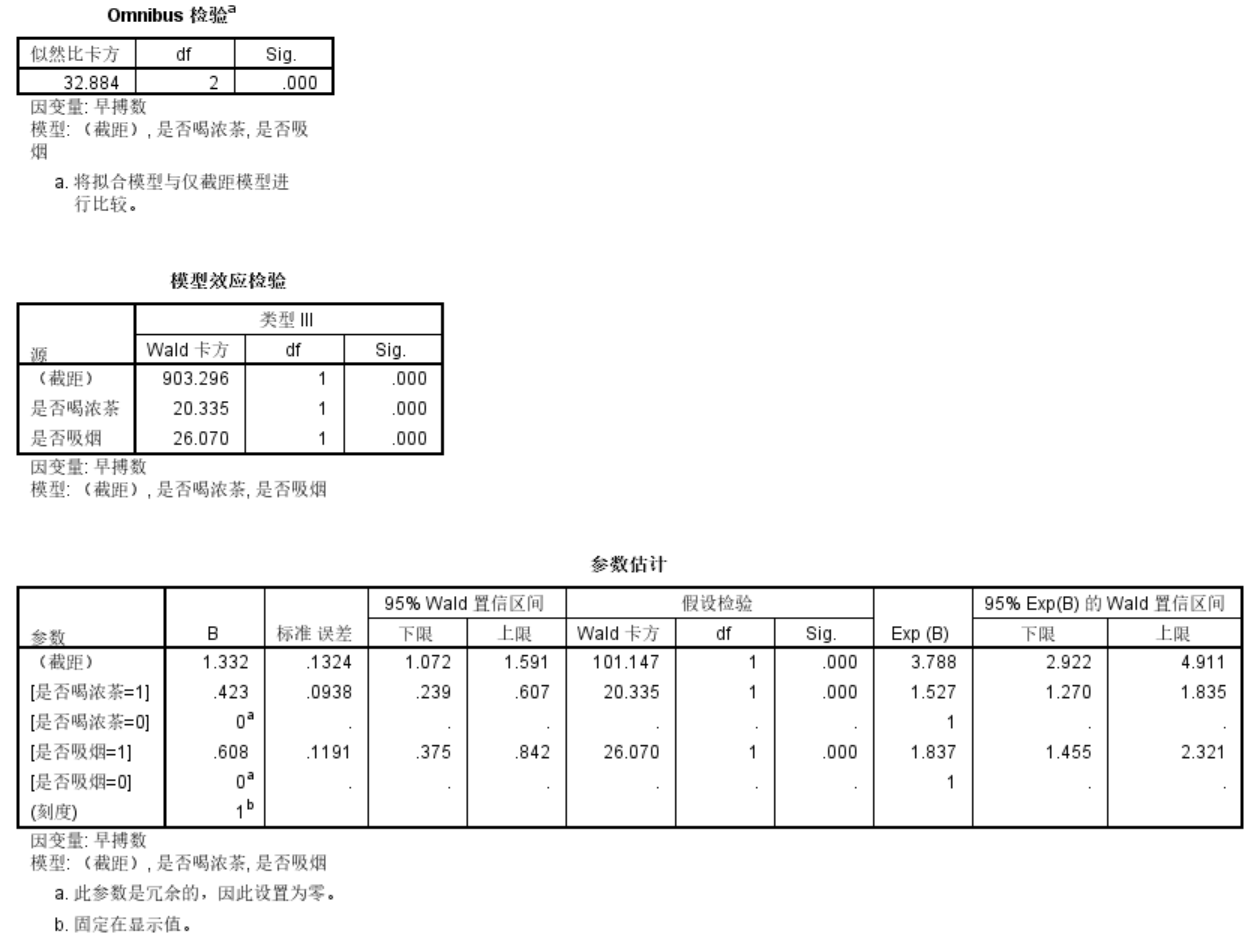 Omnibus 检验a
似然比卡方 df Sig.
32.884 2 .000
因变量: 早搏数
模型: （截距）, 是否喝浓茶, 是否吸
烟
a. 将拟合模型与仅截距模型进
行比较。
模型效应检验
源 类型 III
Wald 卡方 df Sig.
（截距） 903.296 1 .000
是否喝浓茶 20.335 1 .000
是否吸烟 26.070 1 .000
因变量: 早搏数
模型: （截距）, 是否喝浓茶, 是否吸烟
参数估计
95% Wald 置信区间 假设检验 95% Exp(B) 的 Wald 置信区间
参数 B 标准 误差 下限 上限 Wald 卡方 df Sig. Exp (B) 下限 上限
（截距） 1.332 .1324 1.072 1.591 101.147 1 .000 3.788 2.922 4.911
[是否喝浓茶=1] .423 .0938 .239 .607 20.335 1 .000 1.527 1.270 1.835
[是否喝浓茶=0] 0a . . . . . . 1 . .
[是否吸烟=1] .608 .1191 .375 .842 26.070 1 .000 1.837 1.455 2.321
[是否吸烟=0] 0a . . . . . . 1 . .
(刻度) 1b
因变量: 早搏数
模型: （截距）, 是否喝浓茶, 是否吸烟
a. 此参数是冗余的，因此设置为零。
b. 固定在显示值。